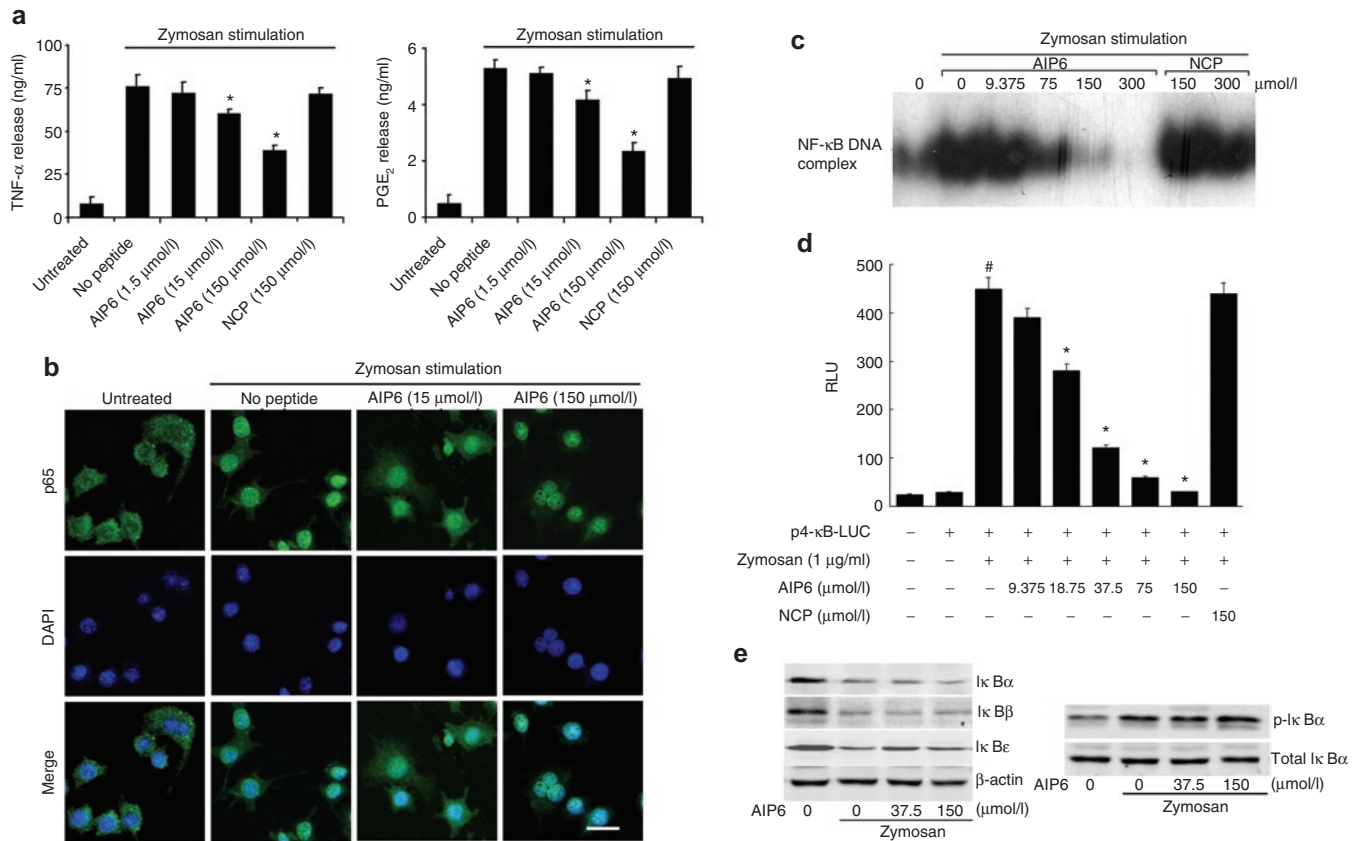 a
Zymosan stimulation
TNF-α release (ng/ml)
100
75
50
25
0
Untreated
No peptide
AIP6 (1.5 μmol/l)
AIP6 (15 μmol/l)
AIP6 (150 μmol/l)
NCP (150 μmol/l)
*
*
Zymosan stimulation
PGE2 release (ng/ml)
6
4
2
0
Untreated
No peptide
AIP6 (1.5 μmol/l)
AIP6 (15 μmol/l)
AIP6 (150 μmol/l)
NCP (150 μmol/l)
*
*
b
Zymosan stimulation
Untreated No peptide AIP6 (15 μmol/l) AIP6 (150 μmol/l)
p65
DAPI
Merge
c
Zymosan stimulation
AIP6 NCP
0 0 9.375 75 150 300 150 300 μmol/l
NF-κB DNA
complex
d
RLU
500
400
300
200
100
0
#
*
*
*
*
p4-κB-LUC – + + + + + + + +
Zymosan (1 μg/ml) – – + + + + + + +
AIP6 (μmol/l) – – – 9.375 18.75 37.5 75 150 –
NCP (μmol/l) – – – – – – – – 150
e
Iκ Bα
Iκ Bβ
Iκ Bε
β-actin
AIP6 0 0 37.5 150 (μmol/l)
Zymosan
p-Iκ Bα
Total Iκ Bα
AIP6 0 0 37.5 150 (μmol/l)
Zymosan